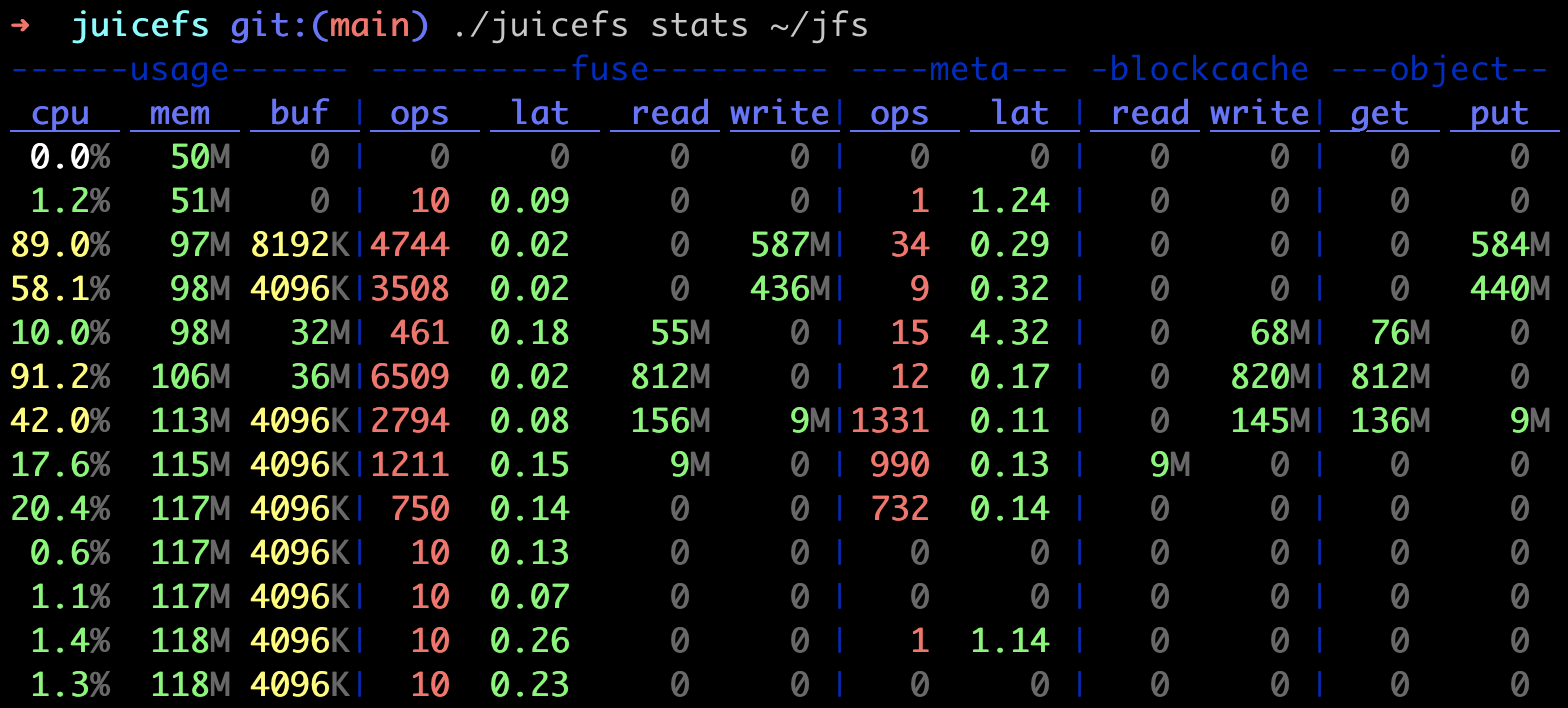 ➜  juicefs git:(main) ./juicefs stats ~/jfs
------usage------ ----------fuse--------- ----meta--- -blockcache ---object--
 cpu   mem   buf | ops   lat   read write| ops   lat | read write| get   put
 0.0%   50M    0 |   0     0     0     0 |   0     0 |   0     0 |   0     0
 1.2%   51M    0 |  10  0.09     0     0 |   1  1.24 |   0     0 |   0     0
89.0%   97M 8192K|4744  0.02     0   587M|  34  0.29 |   0     0 |   0   584M
58.1%   98M 4096K|3508  0.02     0   436M|   9  0.32 |   0     0 |   0   440M
10.0%   98M   32M| 461  0.18    55M    0 |  15  4.32 |   0    68M|  76M    0
91.2%  106M   36M|6509  0.02   812M    0 |  12  0.17 |   0   820M| 812M    0
42.0%  113M 4096K|2794  0.08   156M    9M|1331  0.11 |   0   145M| 136M    9M
17.6%  115M 4096K|1211  0.15     9M    0 | 990  0.13 |   9M    0 |   0     0
20.4%  117M 4096K| 750  0.14     0     0 | 732  0.14 |   0     0 |   0     0
 0.6%  117M 4096K|  10  0.13     0     0 |   0     0 |   0     0 |   0     0
 1.1%  117M 4096K|  10  0.07     0     0 |   0     0 |   0     0 |   0     0
 1.4%  118M 4096K|  10  0.26     0     0 |   1  1.14 |   0     0 |   0     0
 1.3%  118M 4096K|  10  0.23     0     0 |   0     0 |   0     0 |   0     0